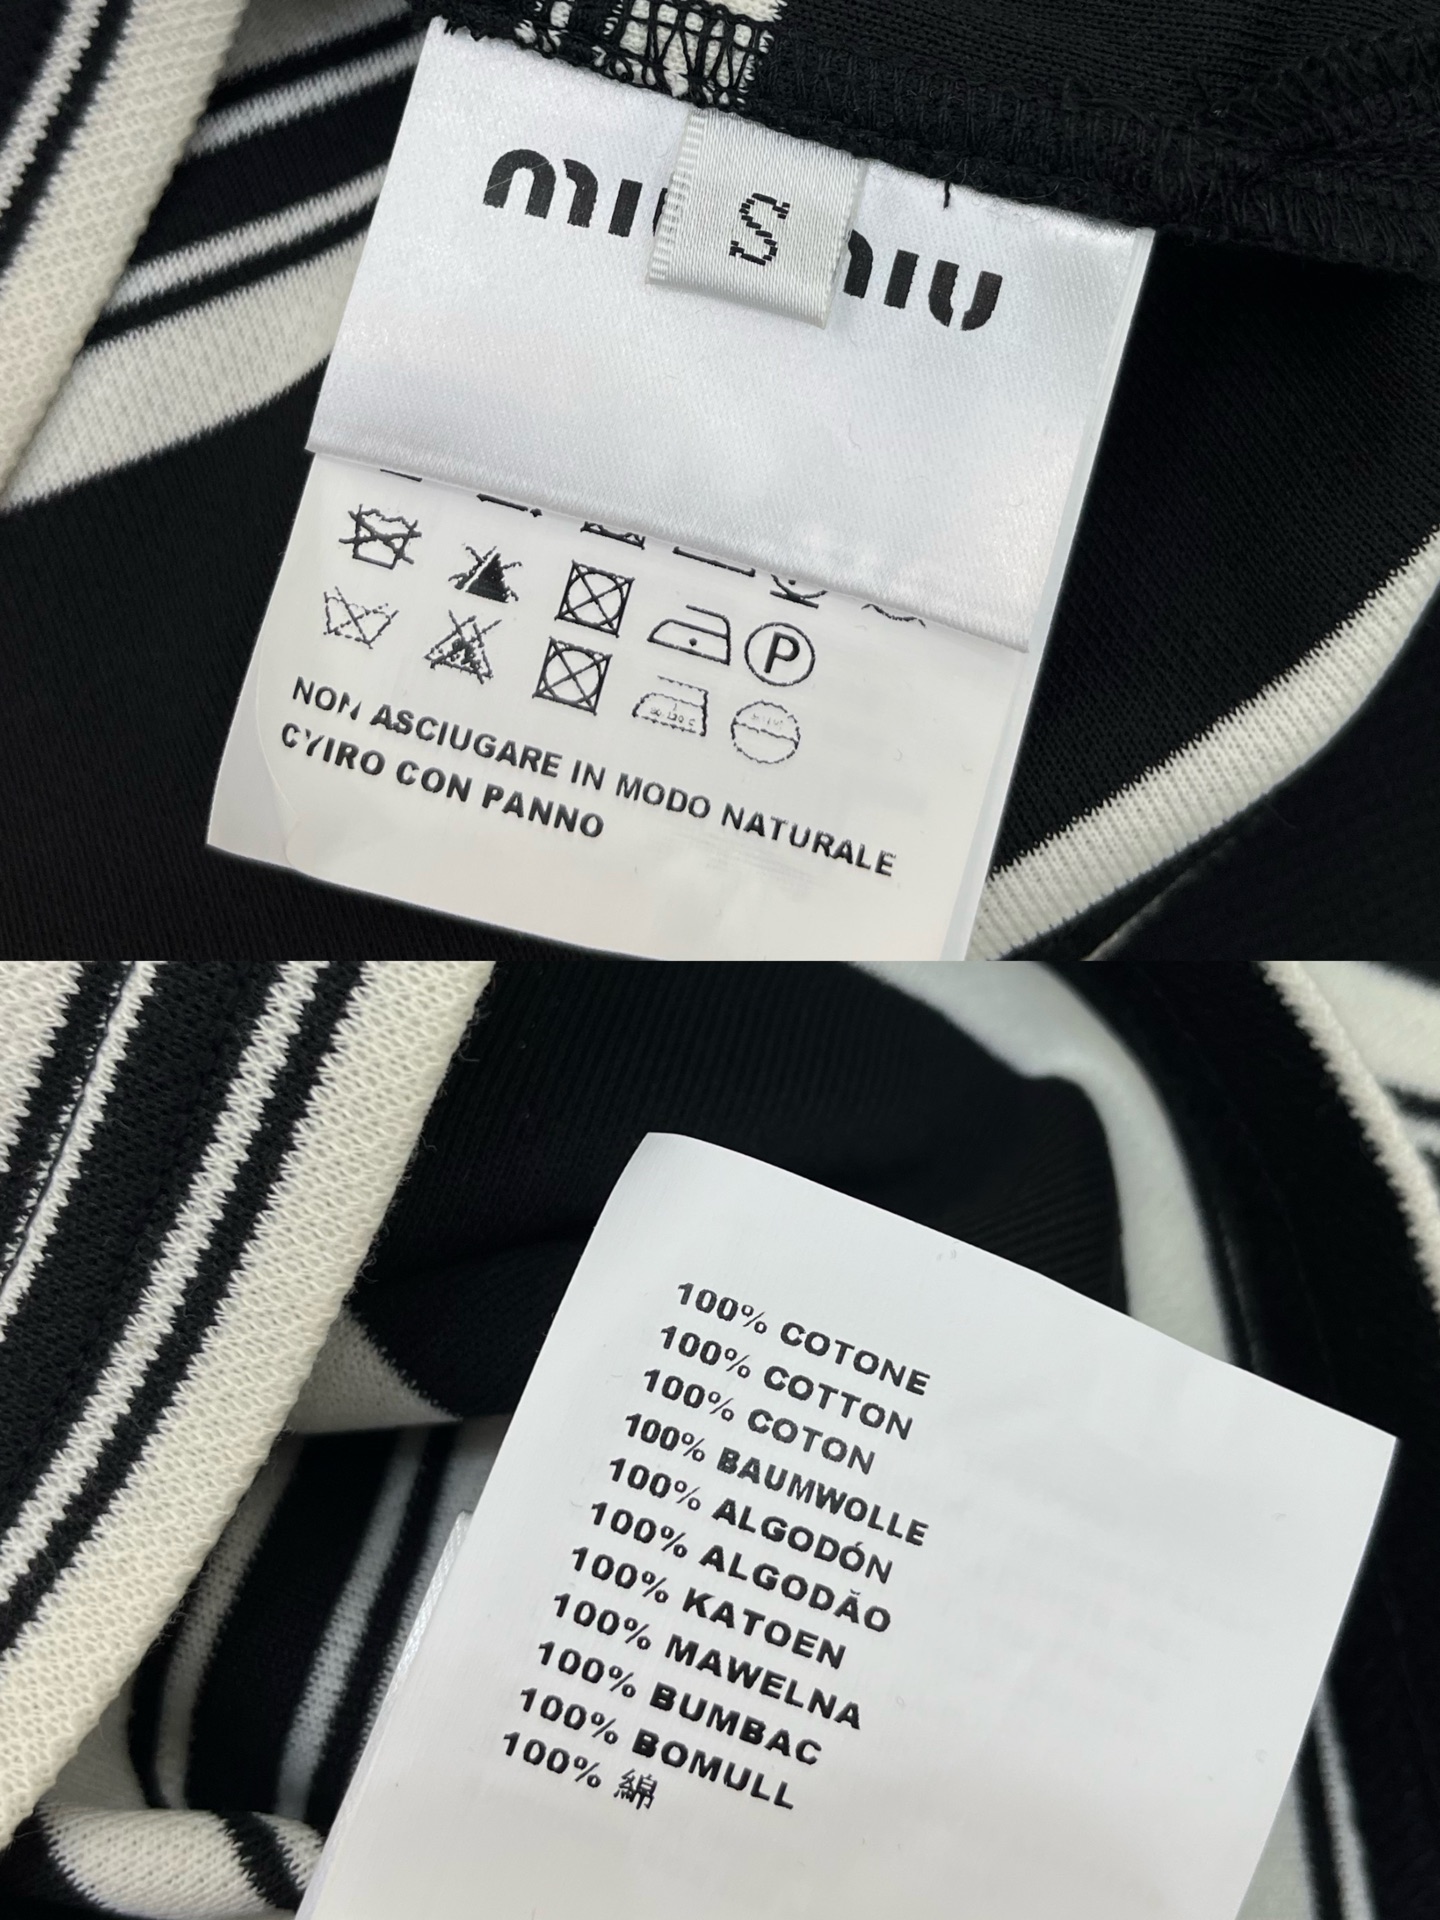 miu miu
S
P
NON ASCIUGARE IN MODO NATURALE
CYIRO CON PANNO
100% COTONE
100% COTTON
100% COTON
100% BAUMWOLLE
100% ALGODÓN
100% ALGODÃO
100% KATOEN
100% MAWELNA
100% BUMBAC
100% BOMULL
100% 綿